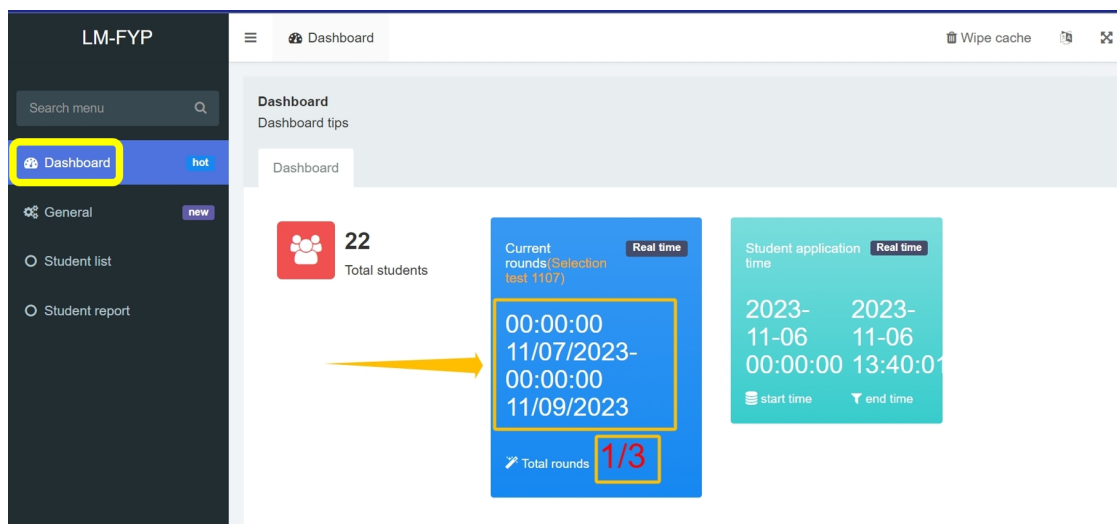 LM-FYP
Dashboard
Wipe cache
Search menu
Dashboard hot
General new
Student list
Student report
Dashboard
Dashboard tips
Dashboard
22
Total students
Current Real time
rounds(Selection
test 1107)
00:00:00
11/07/2023-
00:00:00
11/09/2023
Total rounds 1/3
Student application Real time
time
2023- 2023-
11-06 11-06
00:00:00 13:40:01
start time end time